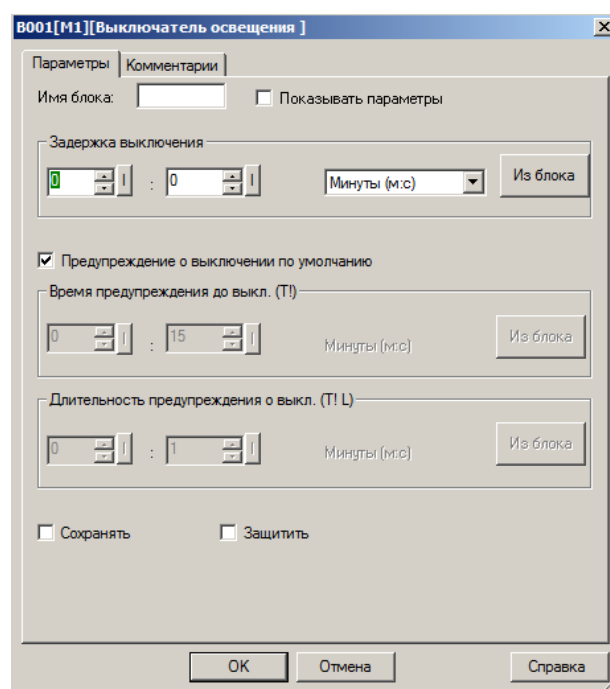 B001[M1][Выключатель освещения ]
Параметры Комментарии
Имя блока: Показывать параметры
Задержка выключения
0 : 0 Минуты (м:с) Из блока
Предупреждение о выключении по умолчанию
Время предупреждения до выкл. (T!)
0 : 15 Минуты (м:с) Из блока
Длительность предупреждения о выкл. (T! L)
0 : 1 Минуты (м:с) Из блока
Сохранять Защитить
OK Отмена Справка